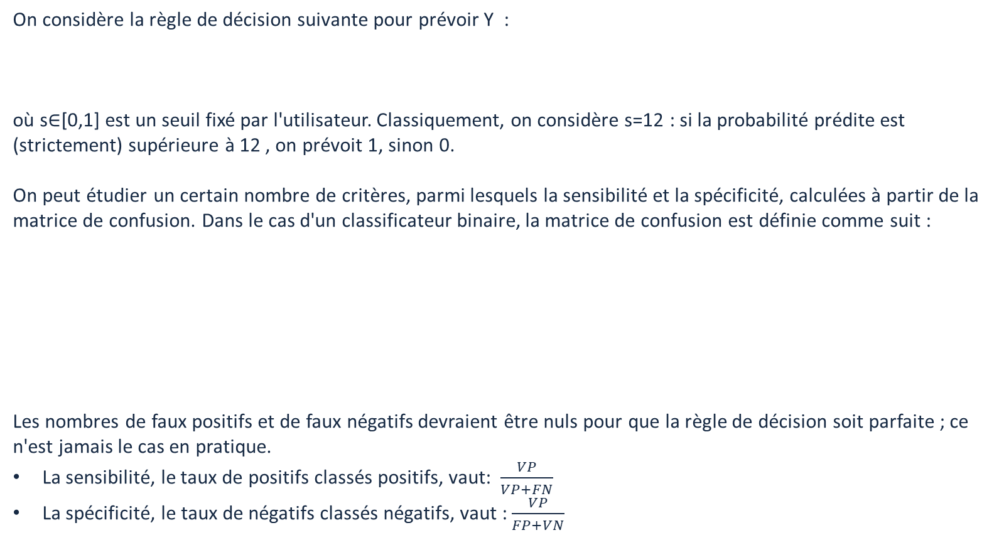 On considère la règle de décision suivante pour prévoir Y :
où s∈[0,1] est un seuil fixé par l'utilisateur. Classiquement, on considère s=12 : si la probabilité prédite est
(strictement) supérieure à 12 , on prévoit 1, sinon 0.
On peut étudier un certain nombre de critères, parmi lesquels la sensibilité et la spécificité, calculées à partir de la
matrice de confusion. Dans le cas d'un classificateur binaire, la matrice de confusion est définie comme suit :
Les nombres de faux positifs et de faux négatifs devraient être nuls pour que la règle de décision soit parfaite ; ce
n'est jamais le cas en pratique.
• La sensibilité, le taux de positifs classés positifs, vaut: VP/(VP+FN)
• La spécificité, le taux de négatifs classés négatifs, vaut : VP/(FP+VN)